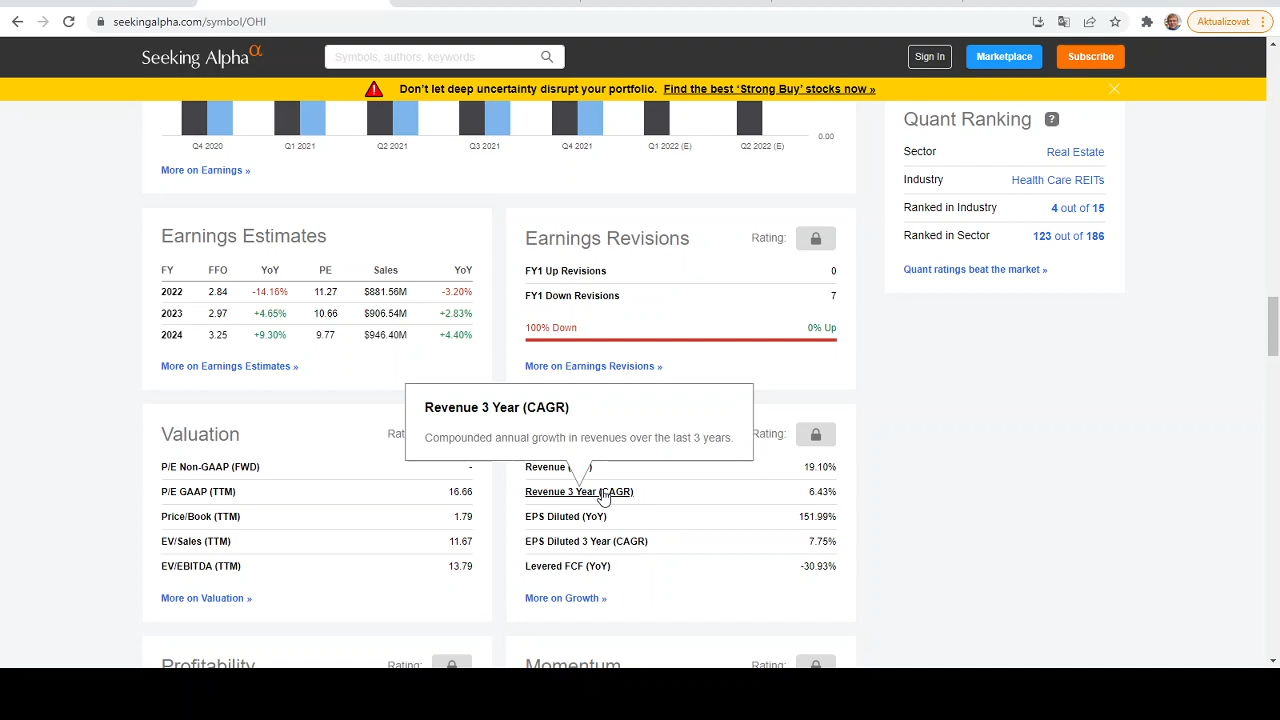 seekingalpha.com/symbol/OHI
Aktualizovat
Seeking Alpha α
Symbols, authors, keywords
Sign In
Marketplace
Subscribe
Don't let deep uncertainty disrupt your portfolio. Find the best 'Strong Buy' stocks now »
0.00
Q4 2020 Q1 2021 Q2 2021 Q3 2021 Q4 2021 Q1 2022 (E) Q2 2022 (E)
More on Earnings »
Quant Ranking ?
Sector Real Estate
Industry Health Care REITs
Ranked in Industry 4 out of 15
Ranked in Sector 123 out of 186
Quant ratings beat the market »
Earnings Estimates
FY FFO YoY PE Sales YoY
2022 2.84 -14.16% 11.27 $881.56M -3.20%
2023 2.97 +4.65% 10.66 $906.54M +2.83%
2024 3.25 +9.30% 9.77 $946.40M +4.40%
More on Earnings Estimates »
Earnings Revisions Rating:
FY1 Up Revisions 0
FY1 Down Revisions 7
100% Down 0% Up
More on Earnings Revisions »
Revenue 3 Year (CAGR)
Compounded annual growth in revenues over the last 3 years.
Valuation
P/E Non-GAAP (FWD) -
P/E GAAP (TTM) 16.66
Price/Book (TTM) 1.79
EV/Sales (TTM) 11.67
EV/EBITDA (TTM) 13.79
More on Valuation »
Rating:
Revenue 19.10%
Revenue 3 Year (CAGR) 6.43%
EPS Diluted (YoY) 151.99%
EPS Diluted 3 Year (CAGR) 7.75%
Levered FCF (YoY) -30.93%
More on Growth »
Profitability Rating:
Momentum Rating: